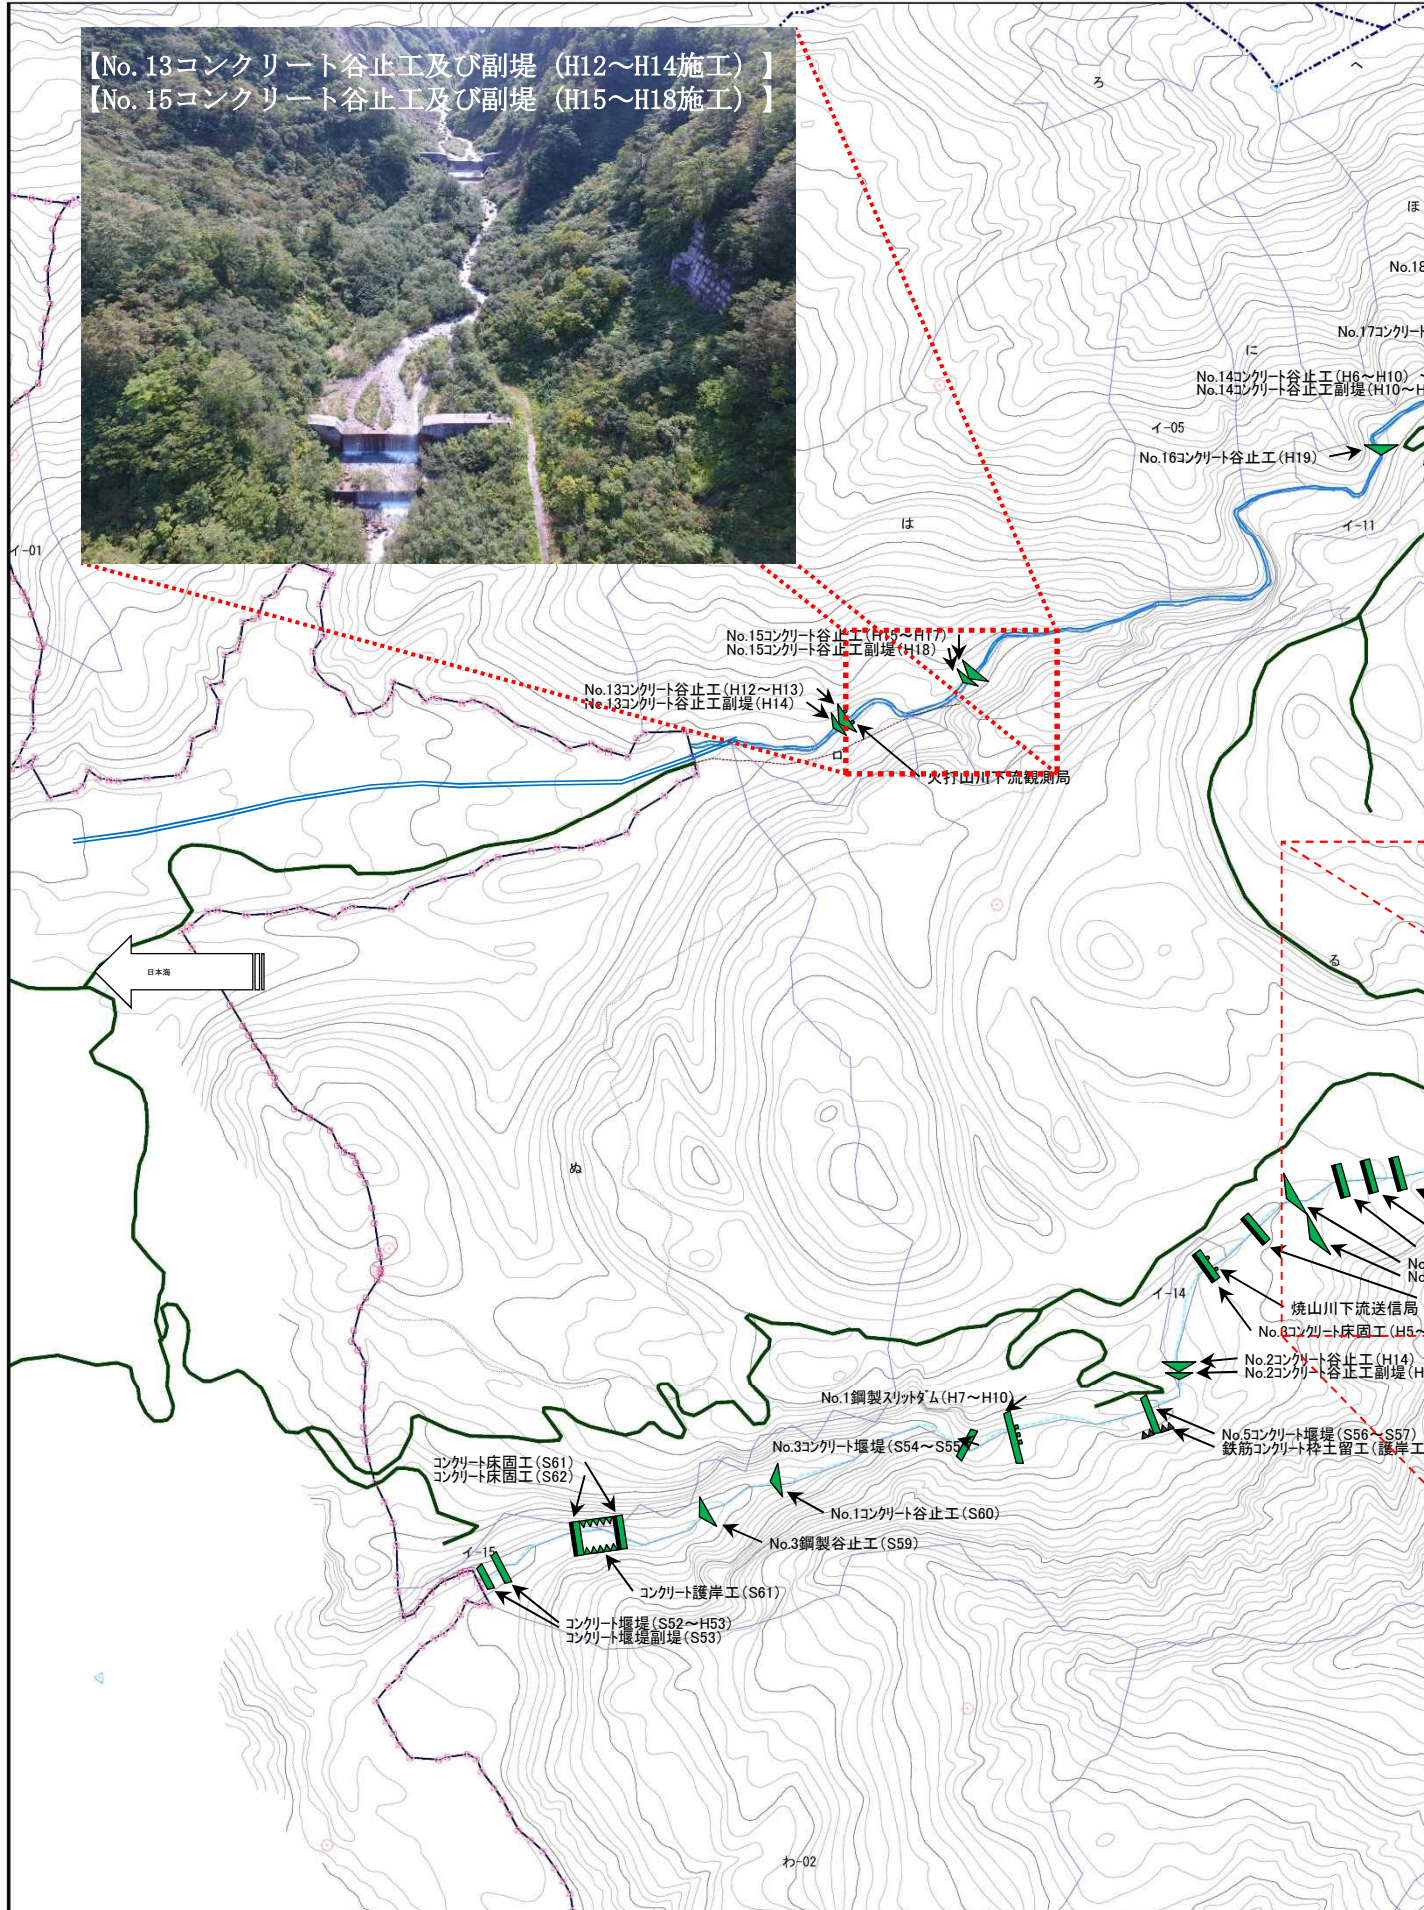 【No.13コンクリート谷止工及び副堤（H12～H14施工）】
【No.15コンクリート谷止工及び副堤（H15～H18施工）】
ろ
へ
ほ
No.18
No.17コンクリート
に
No.14コンクリート谷止工(H6～H10)
No.14コンクリート谷止工副堤(H10～H
イ-05
No.16コンクリート谷止工(H19)
イ-11
は
イ-01
No.15コンクリート谷止工(H15～H17)
No.15コンクリート谷止工副堤(H18)
No.13コンクリート谷止工(H12～H13)
No.13コンクリート谷止工副堤(H14)
ロ
火打山川下流観測局
日本海
る
ぬ
No
No
イ-14
焼山川下流送信局
No.3コンクリート床固工(H5～
No.2コンクリート谷止工(H14)
No.2コンクリート谷止工副堤(H
No.1鋼製スリットダム(H7～H10)
No.5コンクリート堰堤(S56～S57)
鉄筋コンクリート枠土留工(護岸工
No.3コンクリート堰堤(S54～S55)
コンクリート床固工(S61)
コンクリート床固工(S62)
No.1コンクリート谷止工(S60)
No.3鋼製谷止工(S59)
イ-15
コンクリート護岸工(S61)
コンクリート堰堤(S52～H53)
コンクリート堰堤副堤(S53)
わ-02